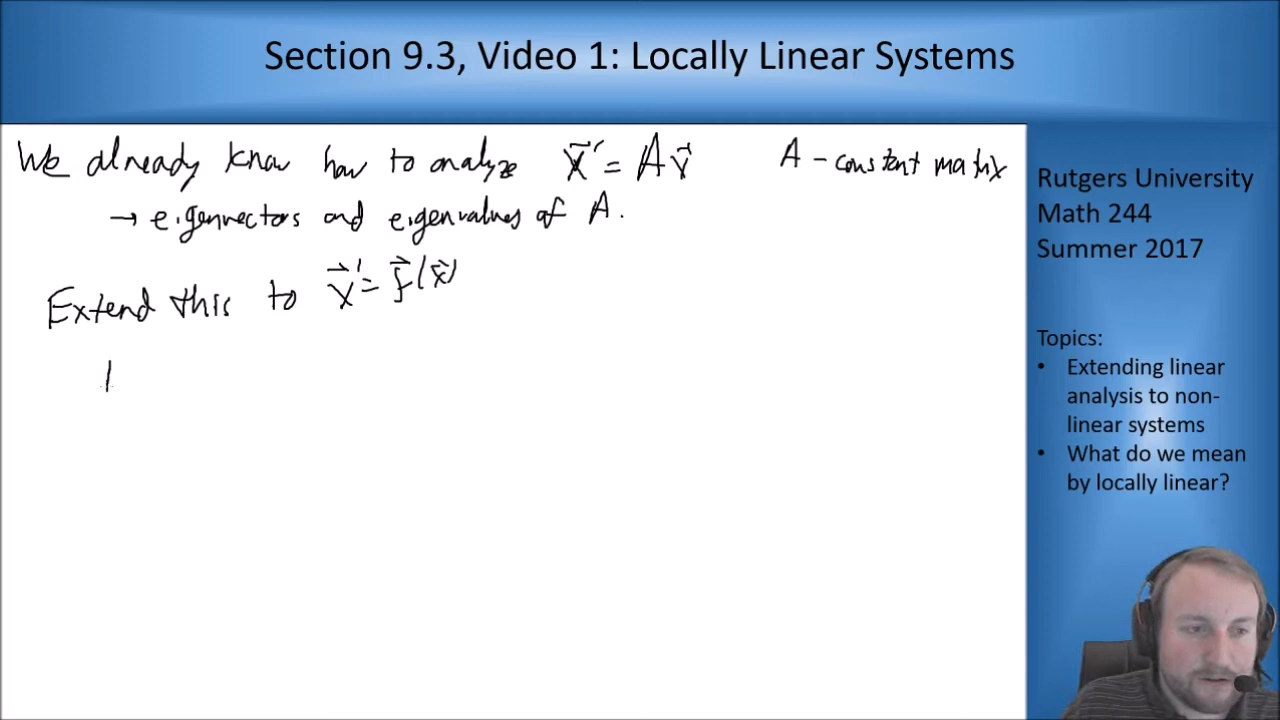 Section 9.3, Video 1: Locally Linear Systems
We already know how to analyze x⃗' = A x⃗ A - constant matrix
→ eigenvectors and eigenvalues of A.
Extend this to x⃗' = f⃗(x⃗)
Rutgers University
Math 244
Summer 2017
Topics:
• Extending linear
analysis to non-
linear systems
• What do we mean
by locally linear?